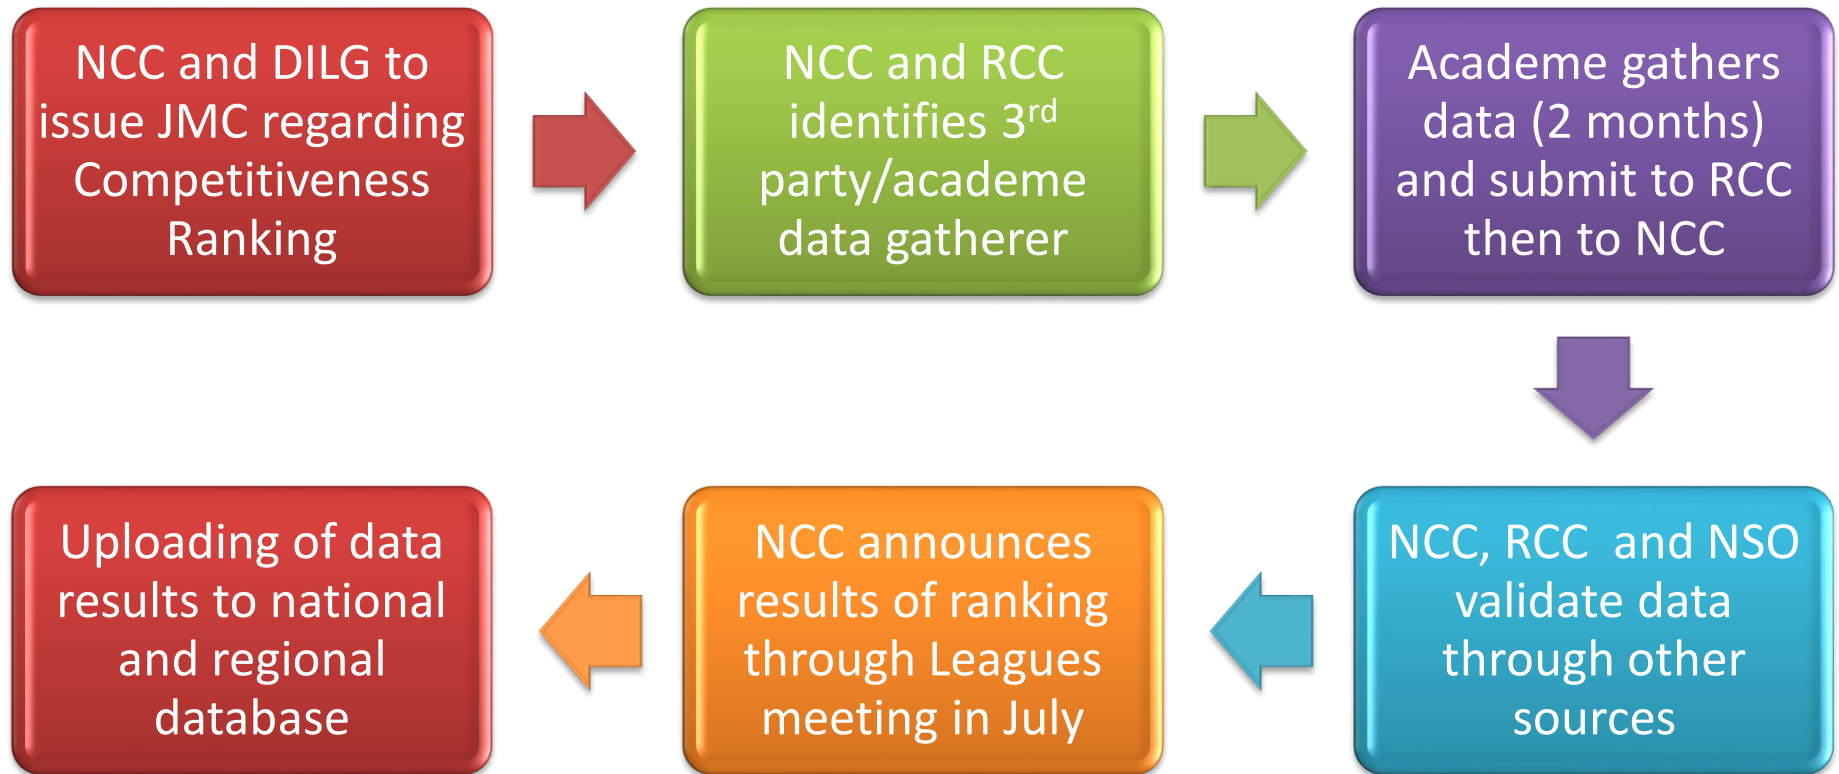 NCC and DILG to
issue JMC regarding
Competitiveness
Ranking
NCC and RCC
identifies 3rd
party/academe
data gatherer
Academe gathers
data (2 months)
and submit to RCC
then to NCC
NCC, RCC and NSO
validate data
through other
sources
NCC announces
results of ranking
through Leagues
meeting in July
Uploading of data
results to national
and regional
database